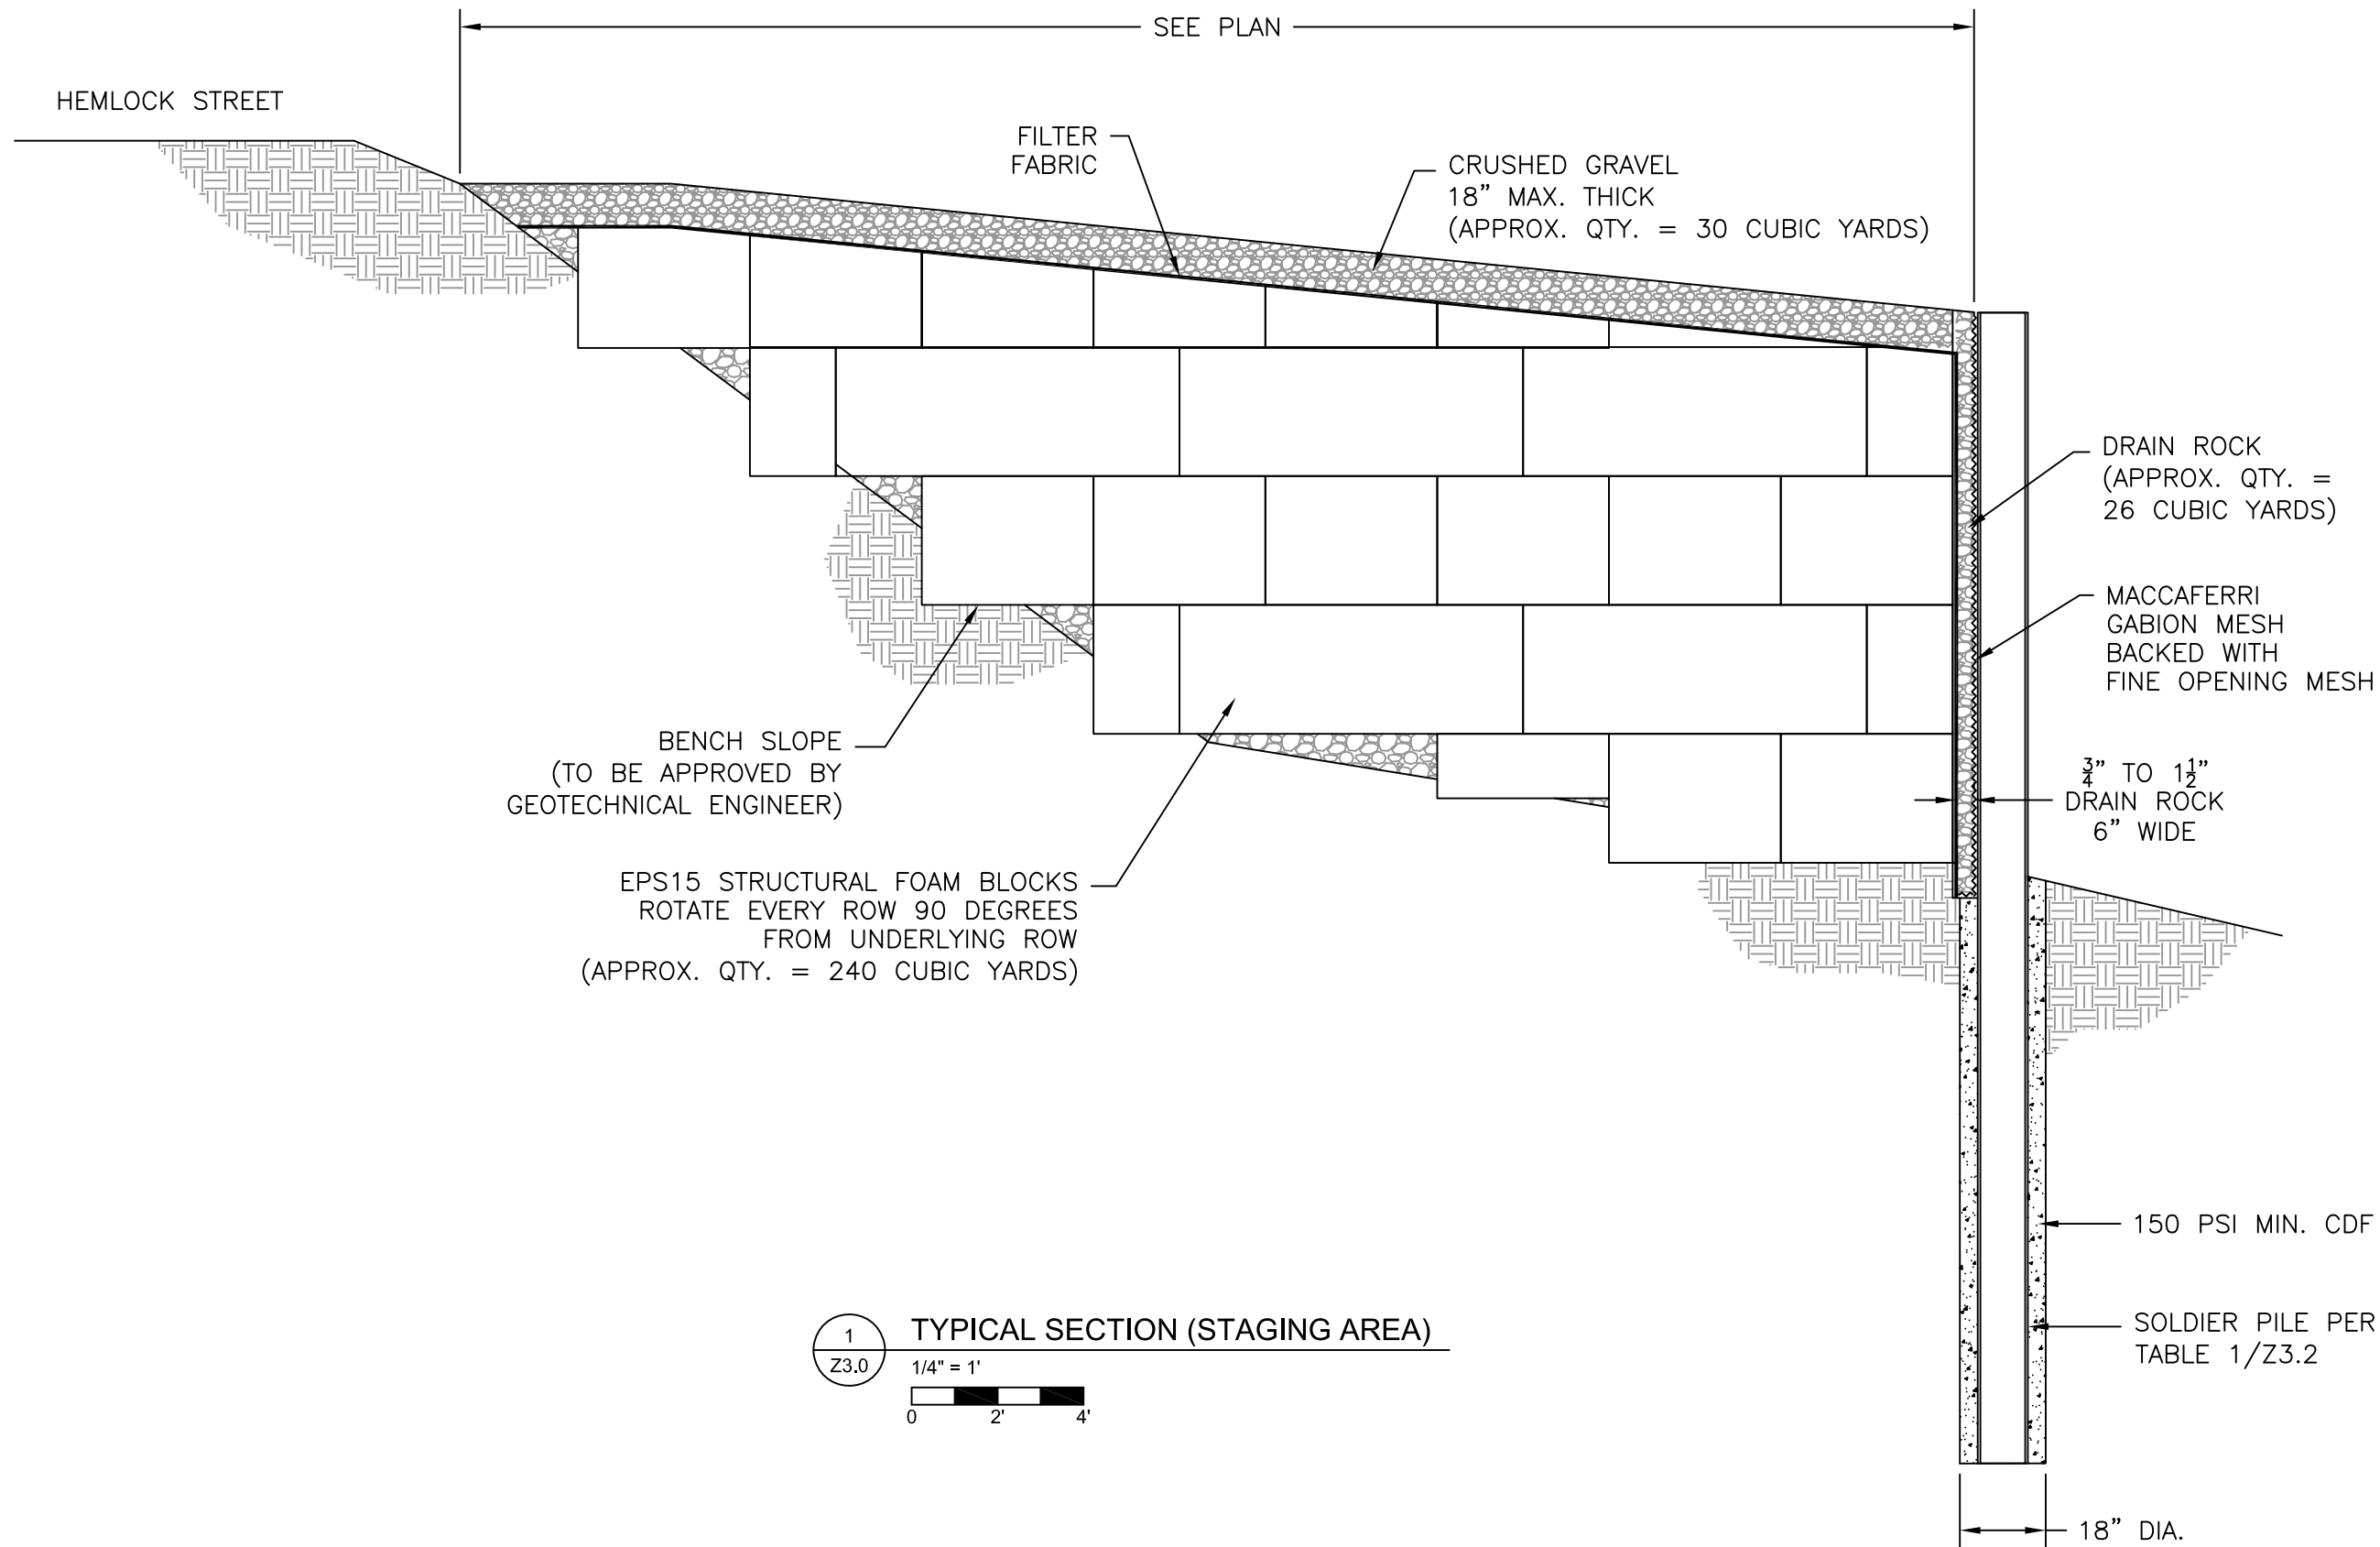 SEE PLAN
HEMLOCK STREET
FILTER
FABRIC
CRUSHED GRAVEL
18” MAX. THICK
(APPROX. QTY. = 30 CUBIC YARDS)
DRAIN ROCK
(APPROX. QTY. =
26 CUBIC YARDS)
MACCAFERRI
GABION MESH
BACKED WITH
FINE OPENING MESH
BENCH SLOPE
(TO BE APPROVED BY
GEOTECHNICAL ENGINEER)
¾” TO 1½”
DRAIN ROCK
6” WIDE
EPS15 STRUCTURAL FOAM BLOCKS
ROTATE EVERY ROW 90 DEGREES
FROM UNDERLYING ROW
(APPROX. QTY. = 240 CUBIC YARDS)
150 PSI MIN. CDF
SOLDIER PILE PER
TABLE 1/Z3.2
1
Z3.0
TYPICAL SECTION (STAGING AREA)
1/4" = 1'
0 2' 4'
18” DIA.